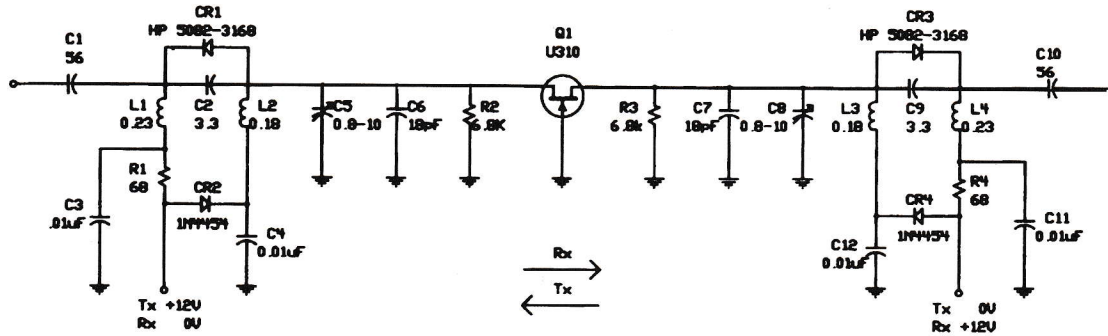 CR1
HP 5082-3168
C1
56
L1
0.23
C2
3.3
L2
0.18
C5
0.8-10
C6
18pF
R2
6.8K
Q1
U310
R3
6.8k
C7
18pF
C8
0.8-10
CR3
HP 5082-3168
C10
56
L3
0.18
C9
3.3
L4
0.23
R1
68
CR2
1N4454
C3
.01uF
C4
0.01uF
Tx +12V
Rx 0V
Rx
Tx
R4
68
CR4
1N4454
C12
0.01uF
C11
0.01uF
Tx 0V
Rx +12V